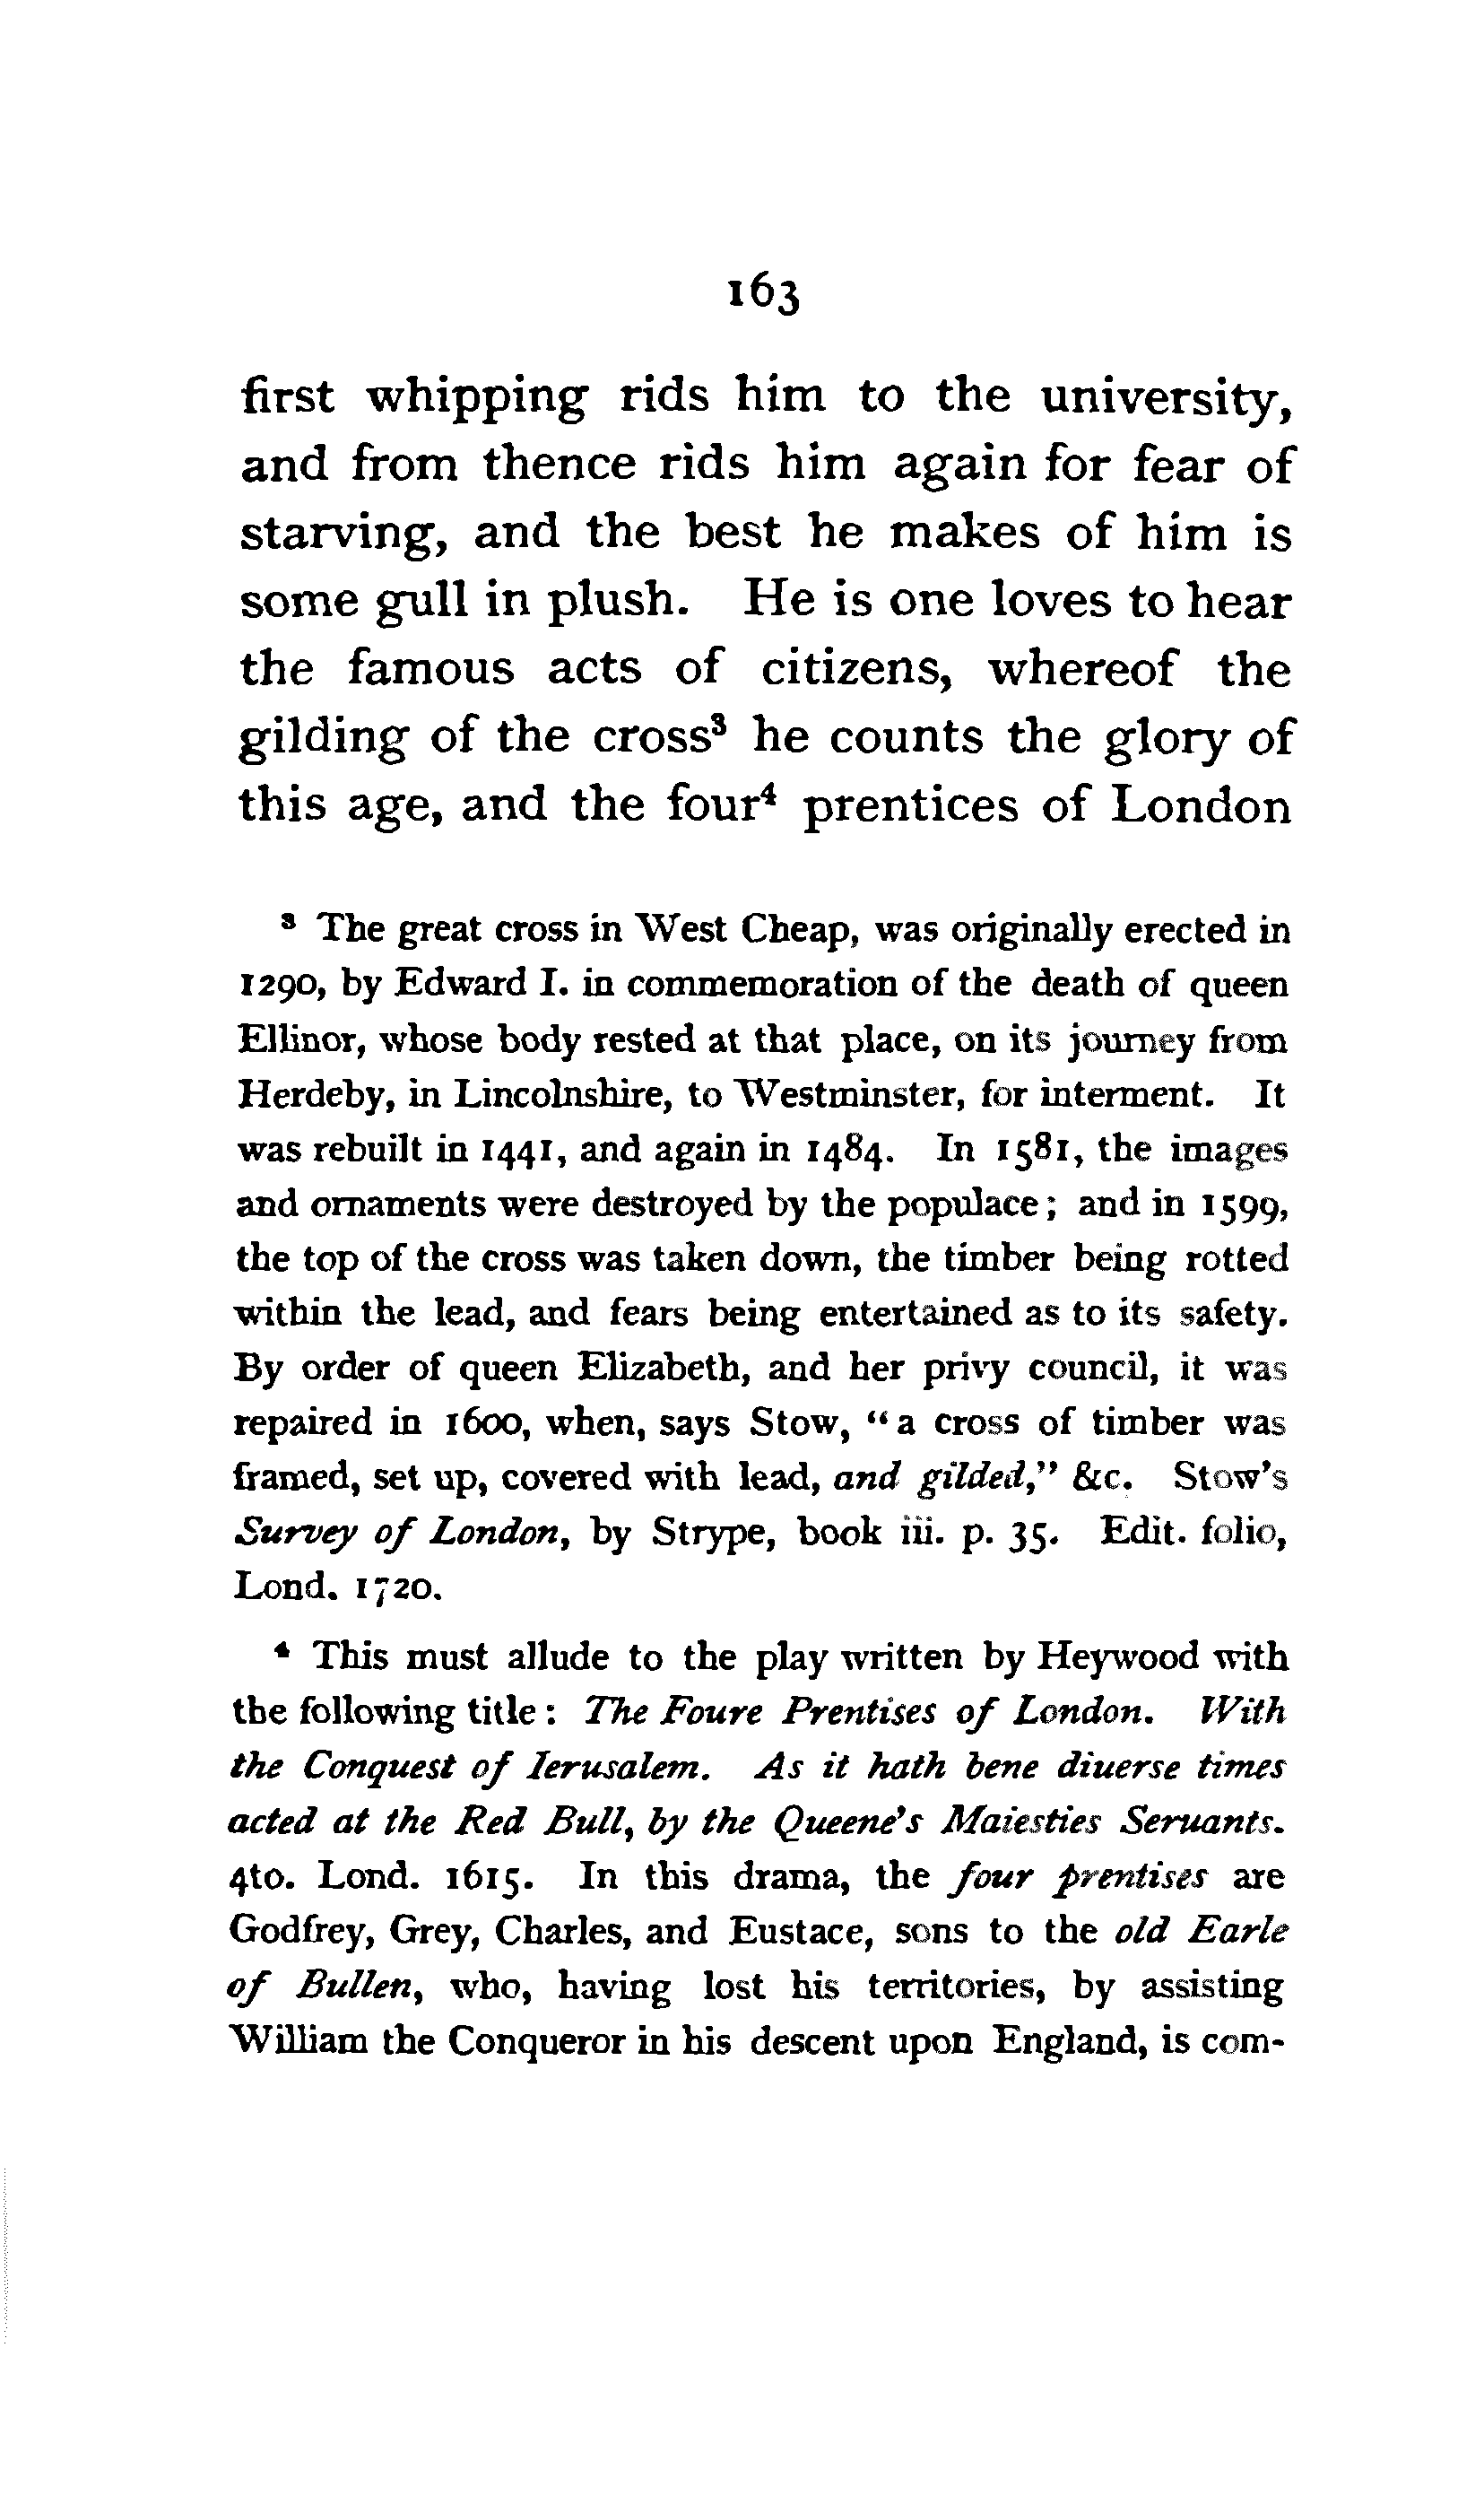 163
first whipping rids him to the university,
and from thence rids him again for fear of
starving, and the best he makes of him is
some gull in plush. He is one loves to hear
the famous acts of citizens, whereof the
gilding of the cross³ he counts the glory of
this age, and the four⁴ prentices of London
³ The great cross in West Cheap, was originally erected in
1290, by Edward I. in commemoration of the death of queen
Ellinor, whose body rested at that place, on its journey from
Herdeby, in Lincolnshire, to Westminster, for interment. It
was rebuilt in 1441, and again in 1484. In 1581, the images
and ornaments were destroyed by the populace; and in 1599,
the top of the cross was taken down, the timber being rotted
within the lead, and fears being entertained as to its safety.
By order of queen Elizabeth, and her privy council, it was
repaired in 1600, when, says Stow, "a cross of timber was
framed, set up, covered with lead, and gilded," &c. Stow's
Survey of London, by Strype, book iii. p. 35. Edit. folio,
Lond. 1720.
⁴ This must allude to the play written by Heywood with
the following title: The Foure Prentises of London. With
the Conquest of Ierusalem. As it hath bene diuerse times
acted at the Red Bull, by the Queene's Maiesties Seruants.
4to. Lond. 1615. In this drama, the four prentises are
Godfrey, Grey, Charles, and Eustace, sons to the old Earle
of Bullen, who, having lost his territories, by assisting
William the Conqueror in his descent upon England, is com-